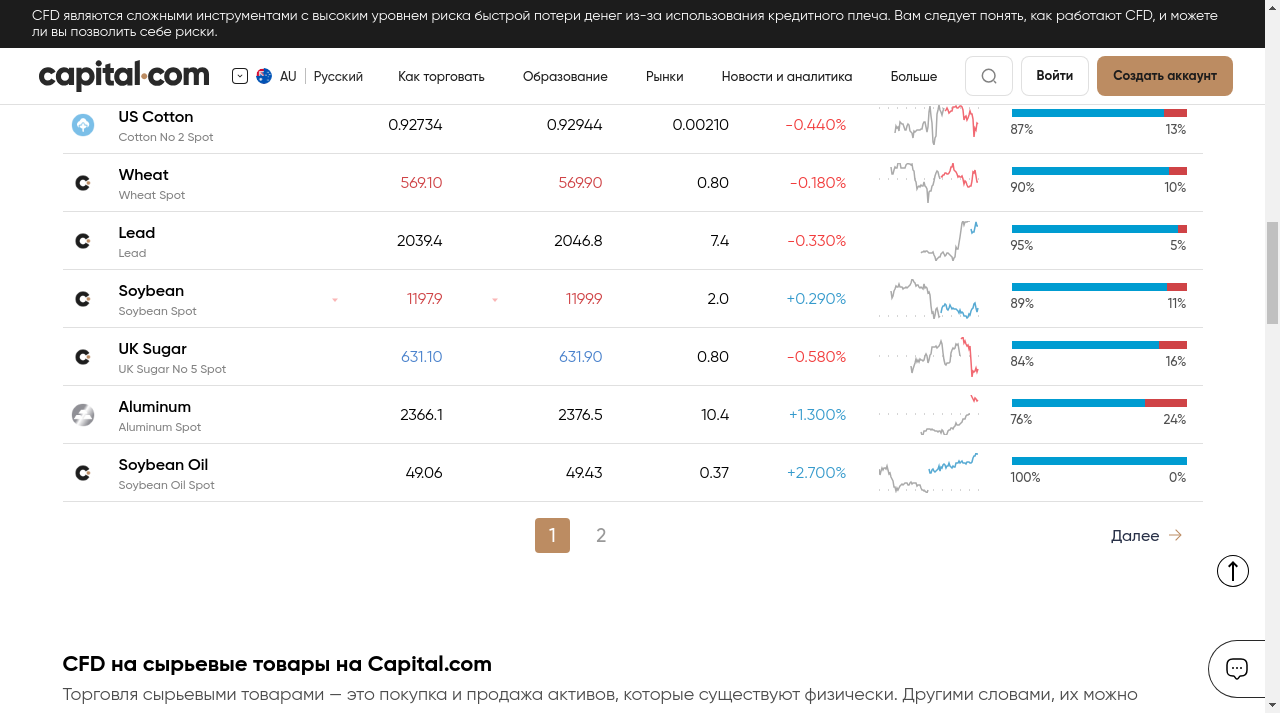 CFD являются сложными инструментами с высоким уровнем риска быстрой потери денег из-за использования кредитного плеча. Вам следует понять, как работают CFD, и можете
ли вы позволить себе риски.
capital.com AU Русский Как торговать Образование Рынки Новости и аналитика Больше Войти Создать аккаунт
US Cotton 0.92734 0.92944 0.00210 -0.440%
Cotton No 2 Spot 87% 13%
Wheat 569.10 569.90 0.80 -0.180%
Wheat Spot 90% 10%
Lead 2039.4 2046.8 7.4 -0.330%
Lead 95% 5%
Soybean 1197.9 1199.9 2.0 +0.290%
Soybean Spot 89% 11%
UK Sugar 631.10 631.90 0.80 -0.580%
UK Sugar No 5 Spot 84% 16%
Aluminum 2366.1 2376.5 10.4 +1.300%
Aluminum Spot 76% 24%
Soybean Oil 49.06 49.43 0.37 +2.700%
Soybean Oil Spot 100% 0%
1 2 Далее
CFD на сырьевые товары на Capital.com
Торговля сырьевыми товарами — это покупка и продажа активов, которые существуют физически. Другими словами, их можно